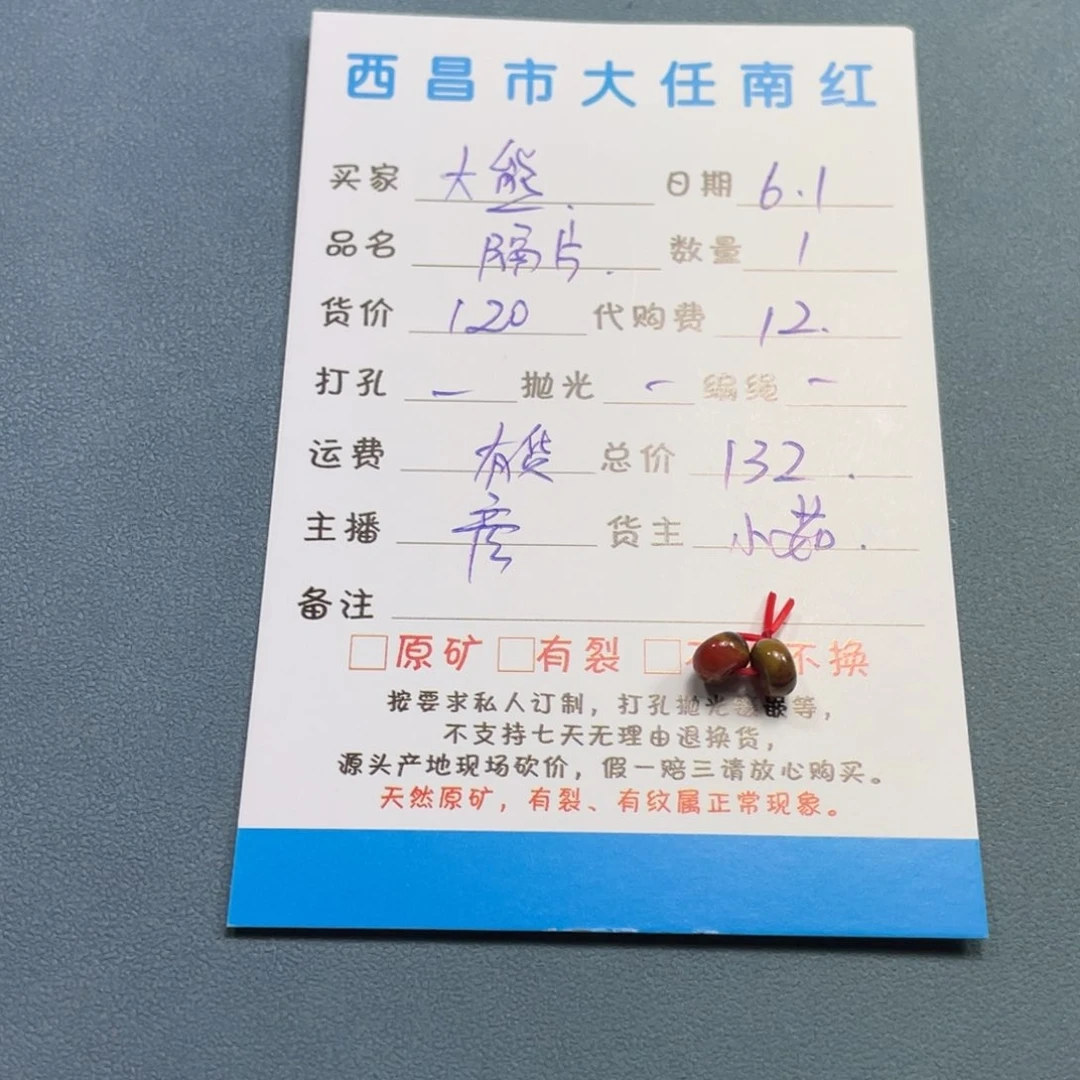 西昌市大任南红
买家 大熊. 日期 6.1
品名 隔片. 数量 1
货价 120 代购费 12.
打孔 — 抛光 — 编绳 —
运费 有货 总价 132.
主播 货主 小茹.
备注
□原矿 □有裂 □不 不换
按要求私人订制，打孔抛光镶嵌等，
不支持七天无理由退换货，
源头产地现场砍价，假一赔三请放心购买。
天然原矿，有裂、有纹属正常现象。